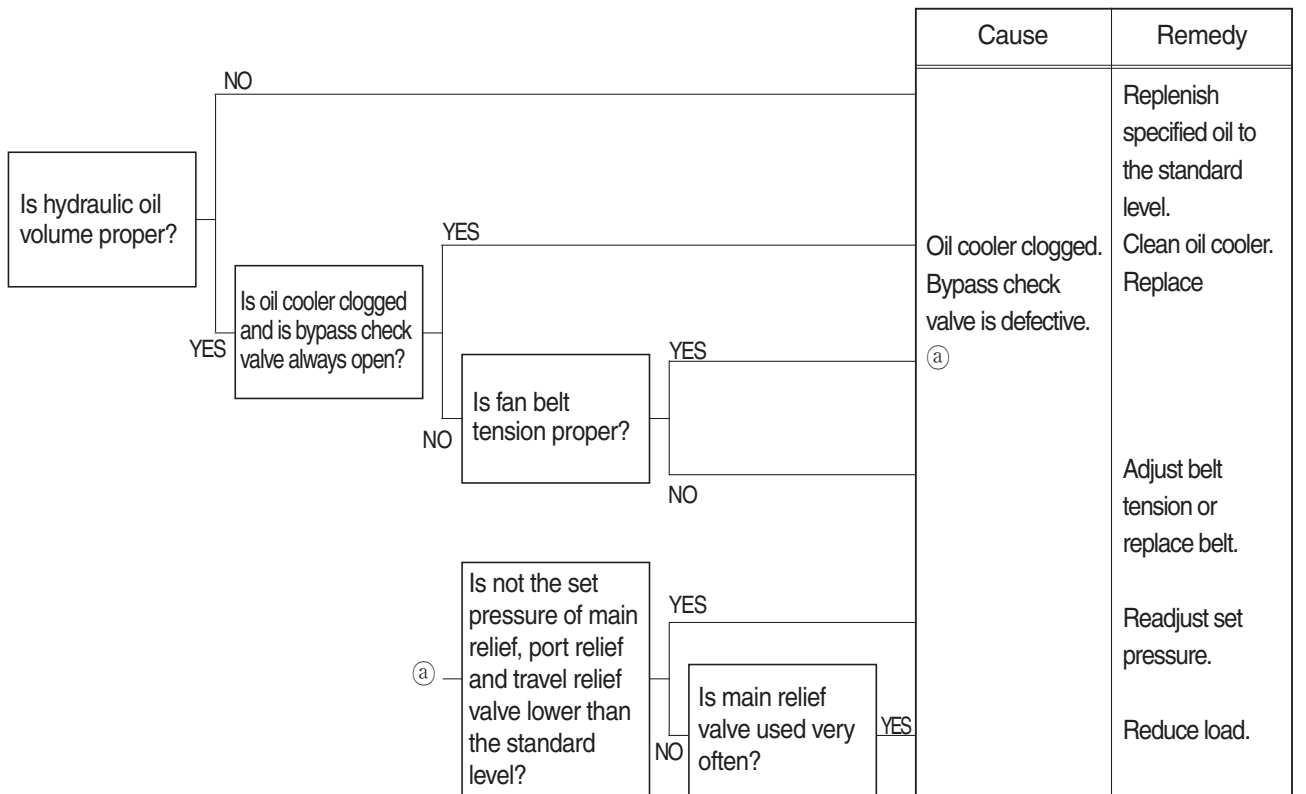 Cause
Remedy
NO
Replenish
specified oil to
the standard
level.
Is hydraulic oil
volume proper?
YES
YES
Oil cooler clogged.
Clean oil cooler.
Bypass check
Replace
valve is defective.
Is oil cooler clogged
and is bypass check
valve always open?
YES
ⓐ
NO
Is fan belt
tension proper?
NO
Adjust belt
tension or
replace belt.
ⓐ
Is not the set
pressure of main
relief, port relief
and travel relief
valve lower than
the standard
level?
YES
Readjust set
pressure.
NO
Is main relief
valve used very
often?
YES
Reduce load.